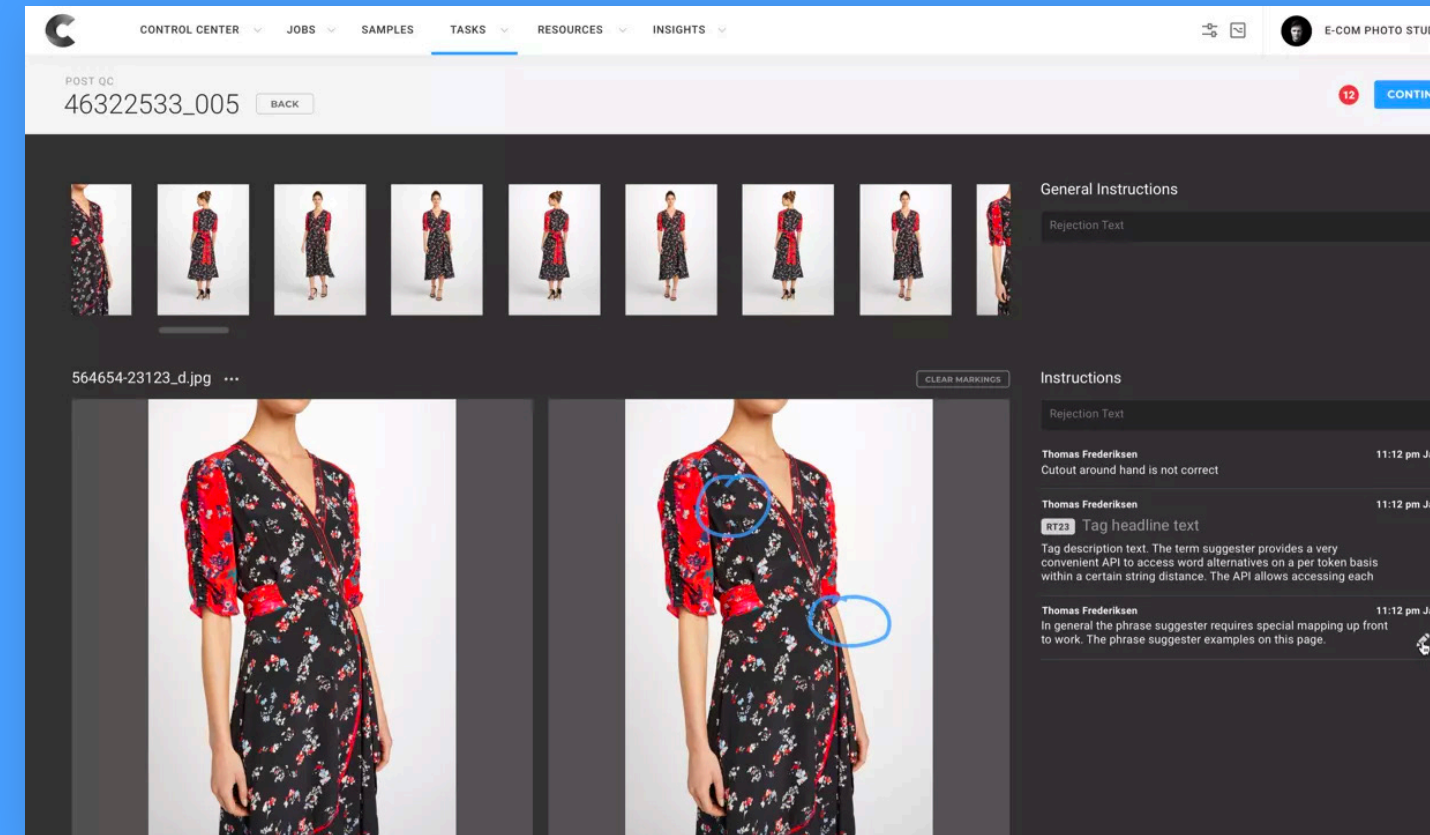 CONTROL CENTER JOBS SAMPLES TASKS RESOURCES INSIGHTS
E-COM PHOTO STU
POST QC
46322533_005 BACK
12 CONTIN
General Instructions
Rejection Text
564654-23123_d.jpg ...
CLEAR MARKINGS
Instructions
Rejection Text
Thomas Frederiksen 11:12 pm Ja
Cutout around hand is not correct
Thomas Frederiksen 11:12 pm Ja
RT23 Tag headline text
Tag description text. The term suggester provides a very
convenient API to access word alternatives on a per token basis
within a certain string distance. The API allows accessing each
Thomas Frederiksen 11:12 pm Ja
In general the phrase suggester requires special mapping up front
to work. The phrase suggester examples on this page.